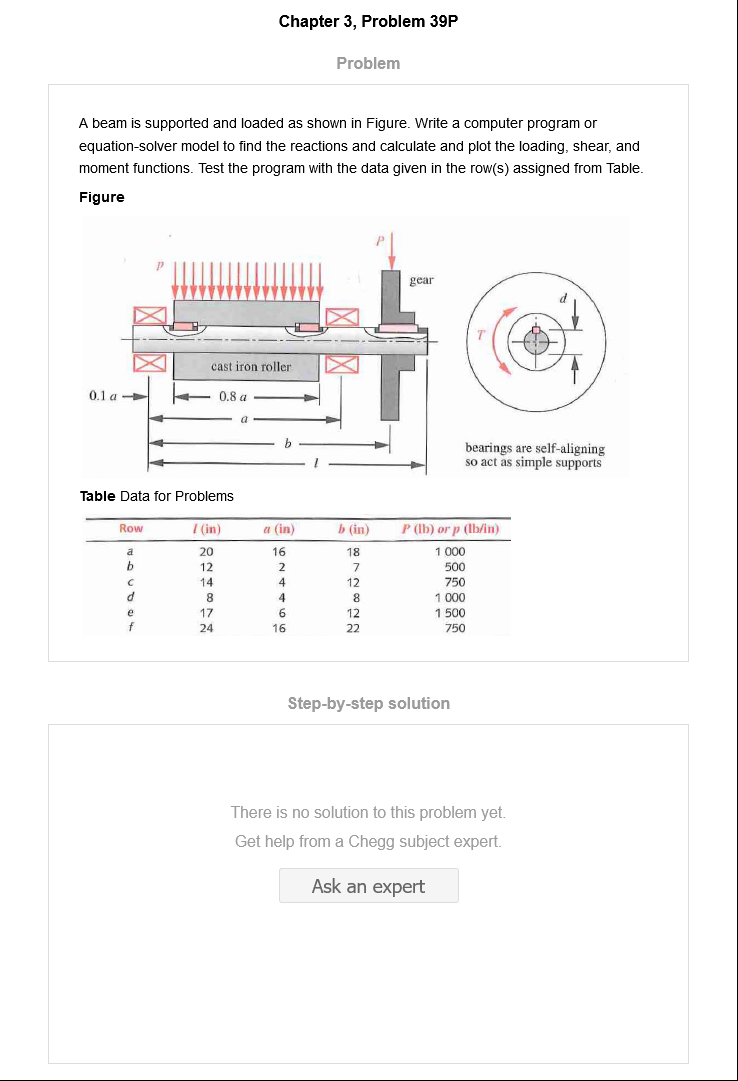 Chapter 3, Problem 39P
Problem
A beam is supported and loaded as shown in Figure. Write a computer program or
equation-solver model to find the reactions and calculate and plot the loading, shear, and
moment functions. Test the program with the data given in the row(s) assigned from Table.
Figure
P
p
gear
d
T
cast iron roller
0.1 a
0.8 a
a
b
l
bearings are self-aligning
so act as simple supports
Table Data for Problems
Row l (in) a (in) b (in) P (lb) or p (lb/in)
a 20 16 18 1 000
b 12 2 7 500
c 14 4 12 750
d 8 4 8 1 000
e 17 6 12 1 500
f 24 16 22 750
Step-by-step solution
There is no solution to this problem yet.
Get help from a Chegg subject expert.
Ask an expert